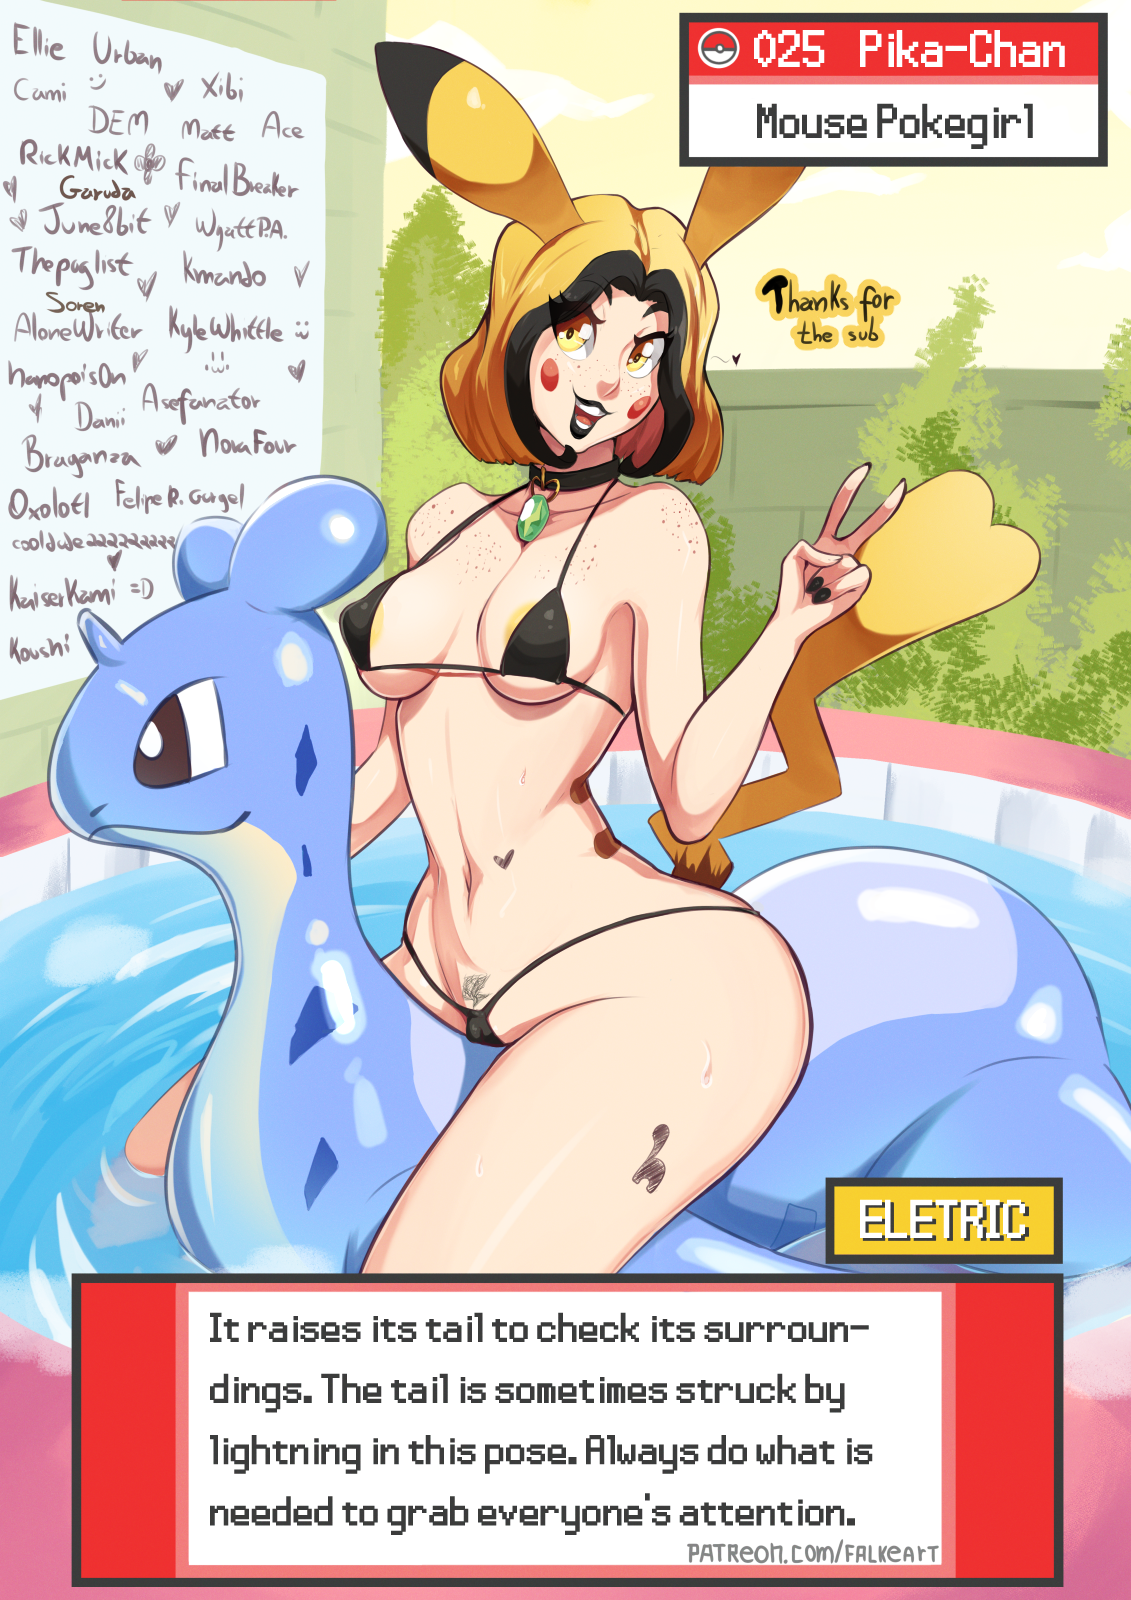 025 Pika-Chan
Mouse Pokegirl
Ellie Urban
Cami Xibi
DEM Matt Ace
RickMick
FinalBreaker
Garuda
June8bit WyattP.A.
Thepuglist Kmando
Soren
AloneWriter KyleWhittle
nanopois0n
Danii Asefanator
Braganza NovaFour
Oxolotl Felipe R. Gurgel
KaiserKami =D
Koushi
Thanks for
the sub
ELETRIC
It raises its tail to check its surroun-
dings. The tail is sometimes struck by
lightning in this pose. Always do what is
needed to grab everyone's attention.
PATREON.COM/FALKEART